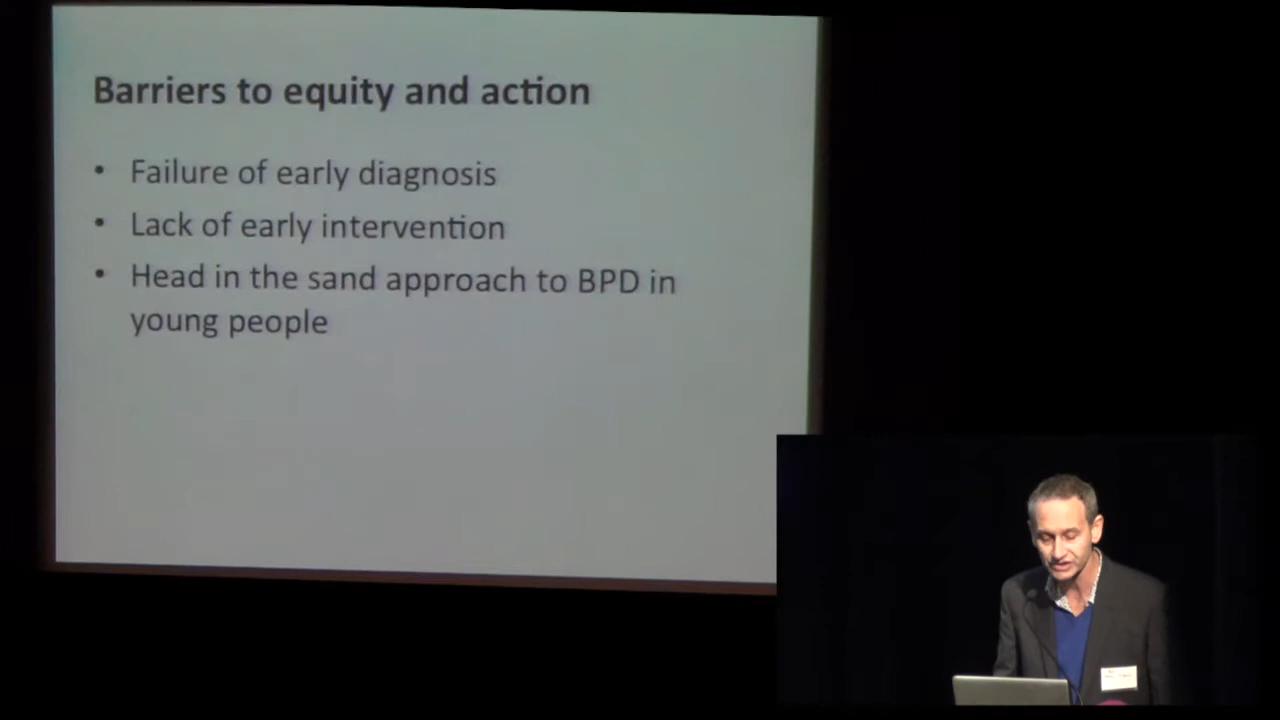 Barriers to equity and action
• Failure of early diagnosis
• Lack of early intervention
• Head in the sand approach to BPD in
young people